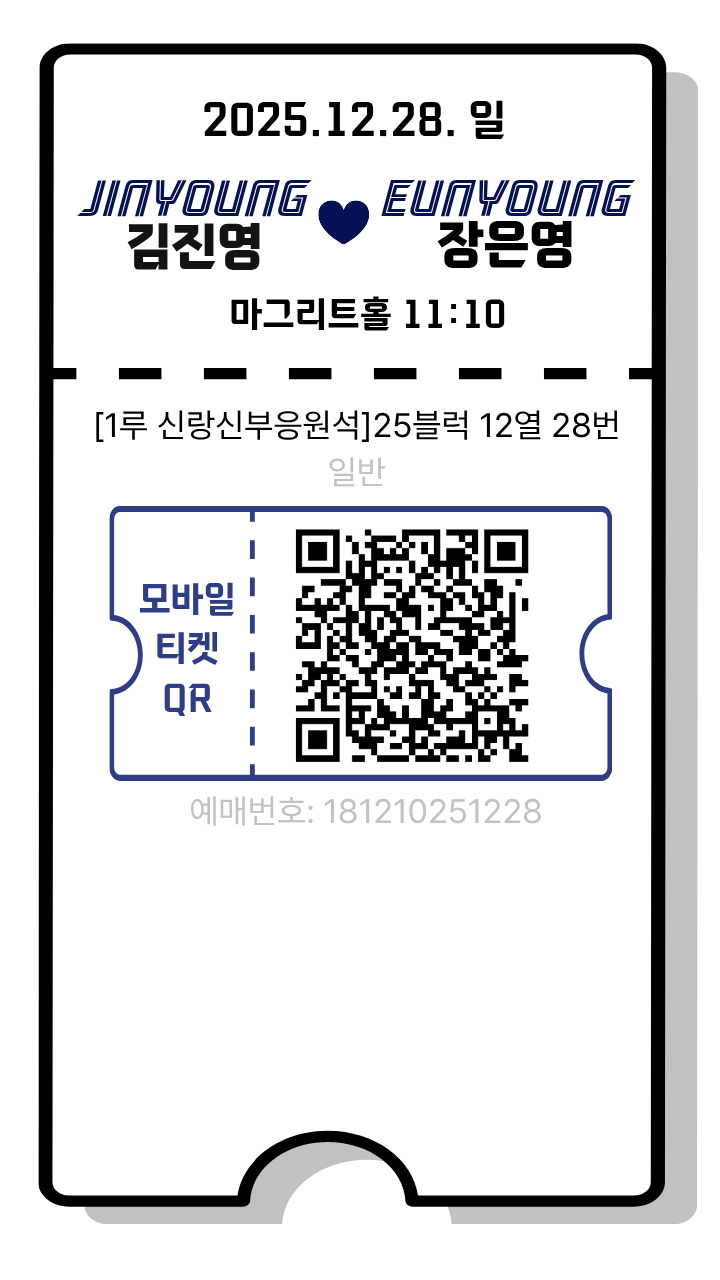 2025.12.28. 일
JINYOUNG EUNYOUNG
김진영 장은영
마그리트홀 11:10
[1루 신랑신부응원석]25블럭 12열 28번
일반
모바일
티켓
QR
예매번호: 181210251228